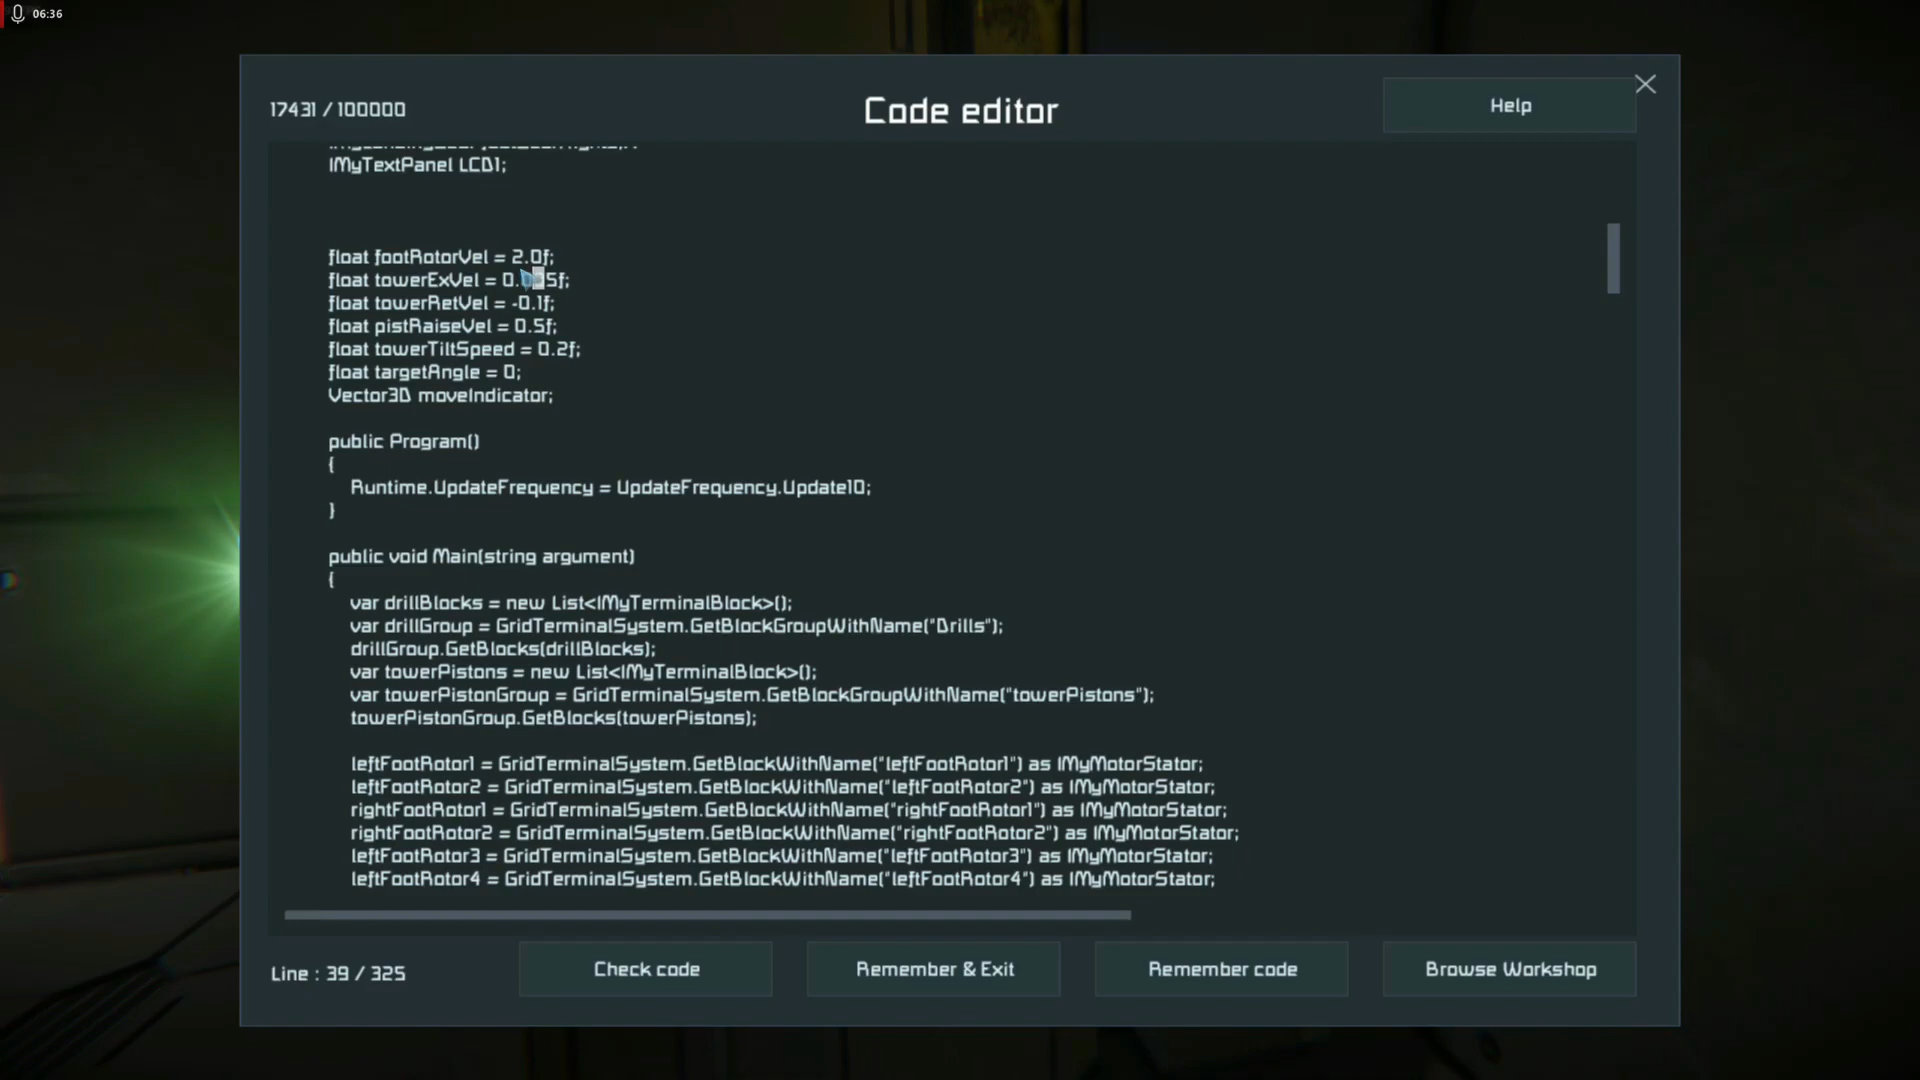 06:36
17431 / 100000
Code editor
Help
IMyTextPanel LCD1;
float footRotorVel = 2.0f;
float towerExVel =
float towerRetVel = -0.1f;
float pistRaiseVel = 0.5f;
float towerTiltSpeed = 0.2f;
float targetAngle = 0;
Vector3D moveIndicator;
public Program()
{
Runtime.UpdateFrequency = UpdateFrequency.Update10;
}
public void Main(string argument)
{
var drillBlocks = new List<IMyTerminalBlock>();
var drillGroup = GridTerminalSystem.GetBlockGroupWithName("Drills");
drillGroup.GetBlocks(drillBlocks);
var towerPistons = new List<IMyTerminalBlock>();
var towerPistonGroup = GridTerminalSystem.GetBlockGroupWithName("towerPistons");
towerPistonGroup.GetBlocks(towerPistons);
leftFootRotor1 = GridTerminalSystem.GetBlockWithName("leftFootRotor1") as IMyMotorStator;
leftFootRotor2 = GridTerminalSystem.GetBlockWithName("leftFootRotor2") as IMyMotorStator;
rightFootRotor1 = GridTerminalSystem.GetBlockWithName("rightFootRotor1") as IMyMotorStator;
rightFootRotor2 = GridTerminalSystem.GetBlockWithName("rightFootRotor2") as IMyMotorStator;
leftFootRotor3 = GridTerminalSystem.GetBlockWithName("leftFootRotor3") as IMyMotorStator;
leftFootRotor4 = GridTerminalSystem.GetBlockWithName("leftFootRotor4") as IMyMotorStator;
Line : 39 / 325
Check code
Remember & Exit
Remember code
Browse Workshop